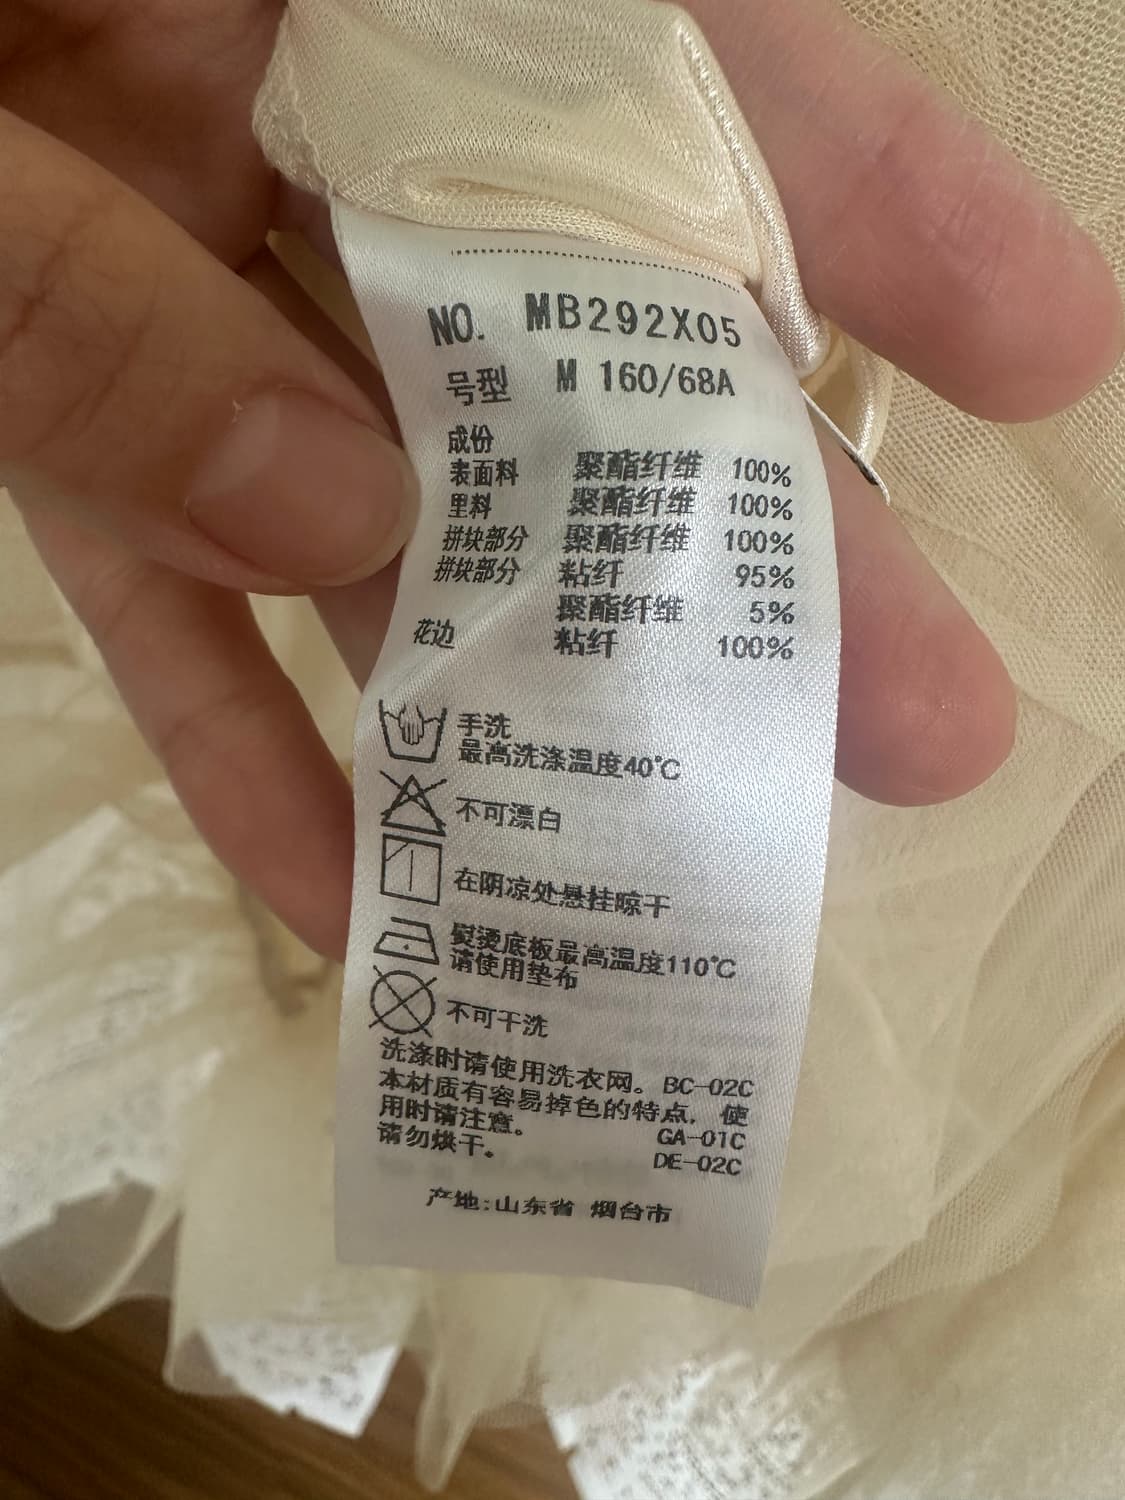 NO. MB292X05
号型 M 160/68A
成份
表面料 聚酯纤维 100%
里料 聚酯纤维 100%
拼块部分 聚酯纤维 100%
拼块部分 粘纤 95%
聚酯纤维 5%
花边 粘纤 100%
手洗
最高洗涤温度40℃
不可漂白
在阴凉处悬挂晾干
熨烫底板最高温度110℃
请使用垫布
不可干洗
洗涤时请使用洗衣网。BC-02C
本材质有容易掉色的特点，使
用时请注意。 GA-01C
请勿烘干。 DE-02C
产地:山东省 烟台市